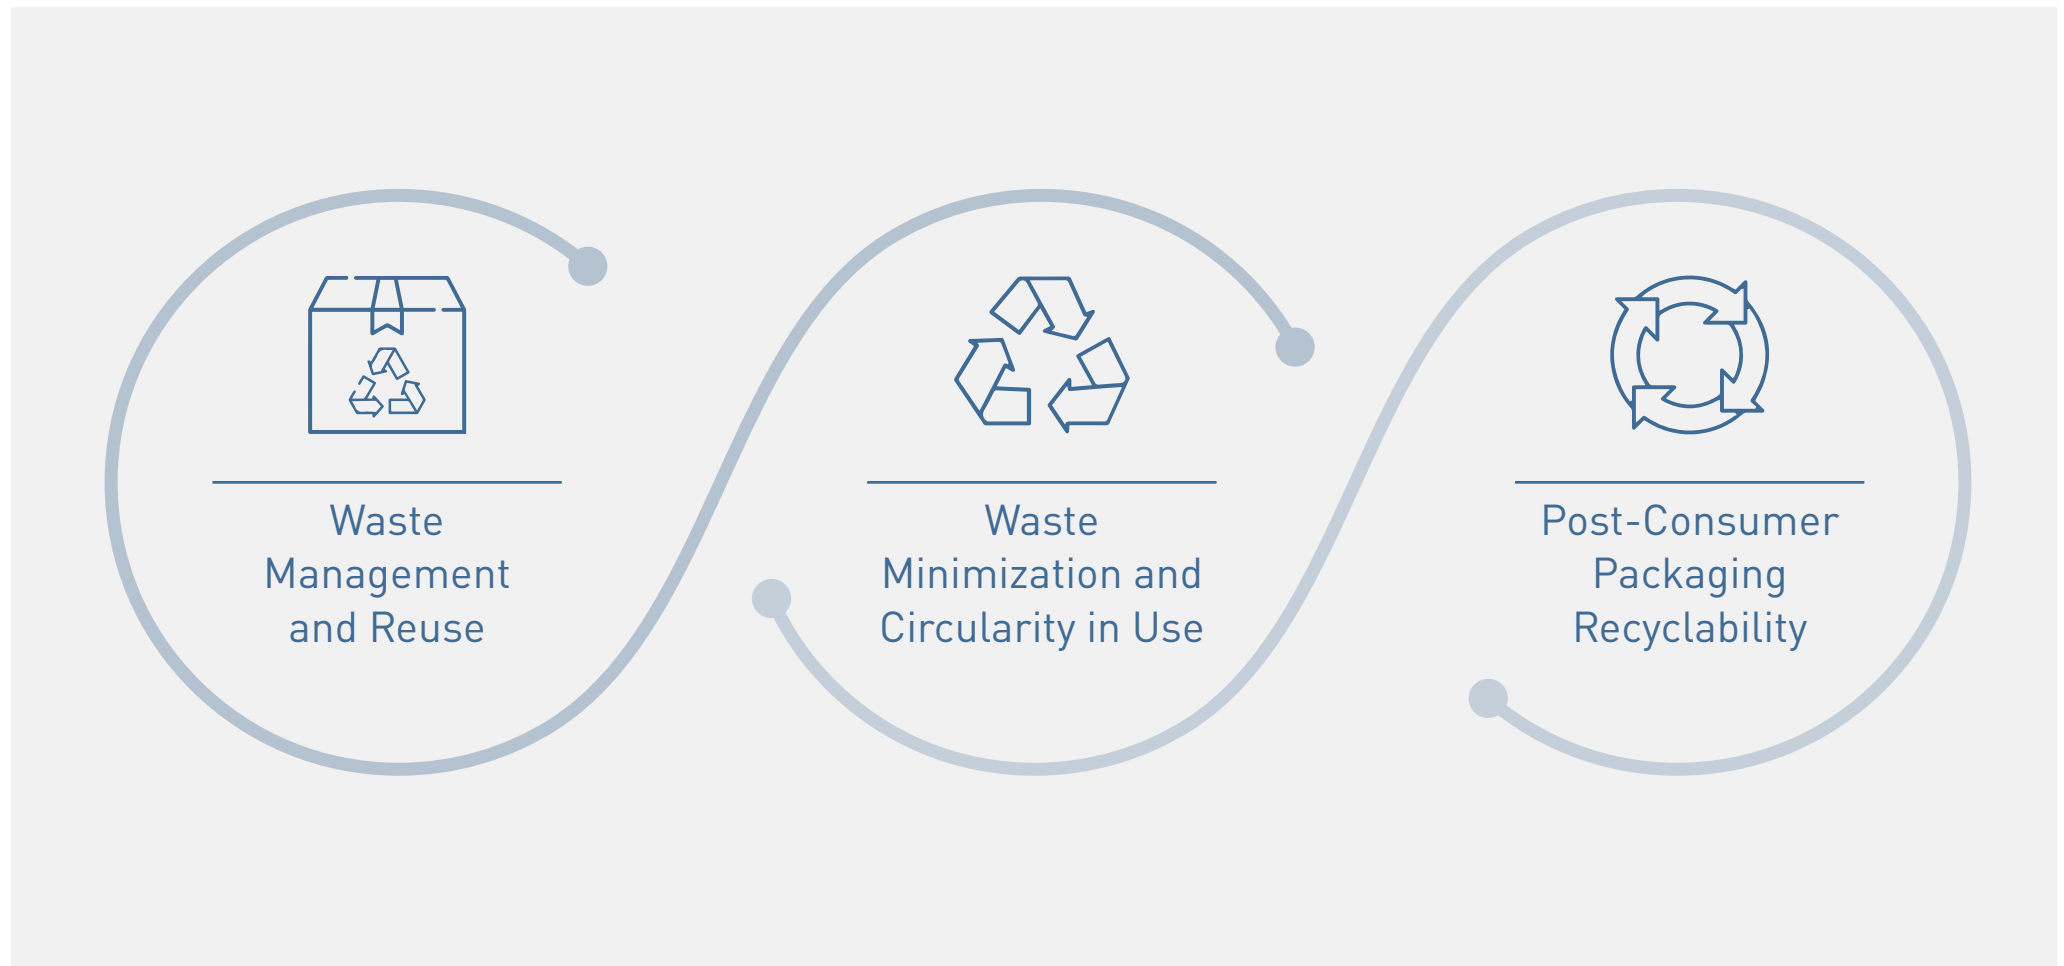 Waste
Management
and Reuse
Waste
Minimization and
Circularity in Use
Post-Consumer
Packaging
Recyclability